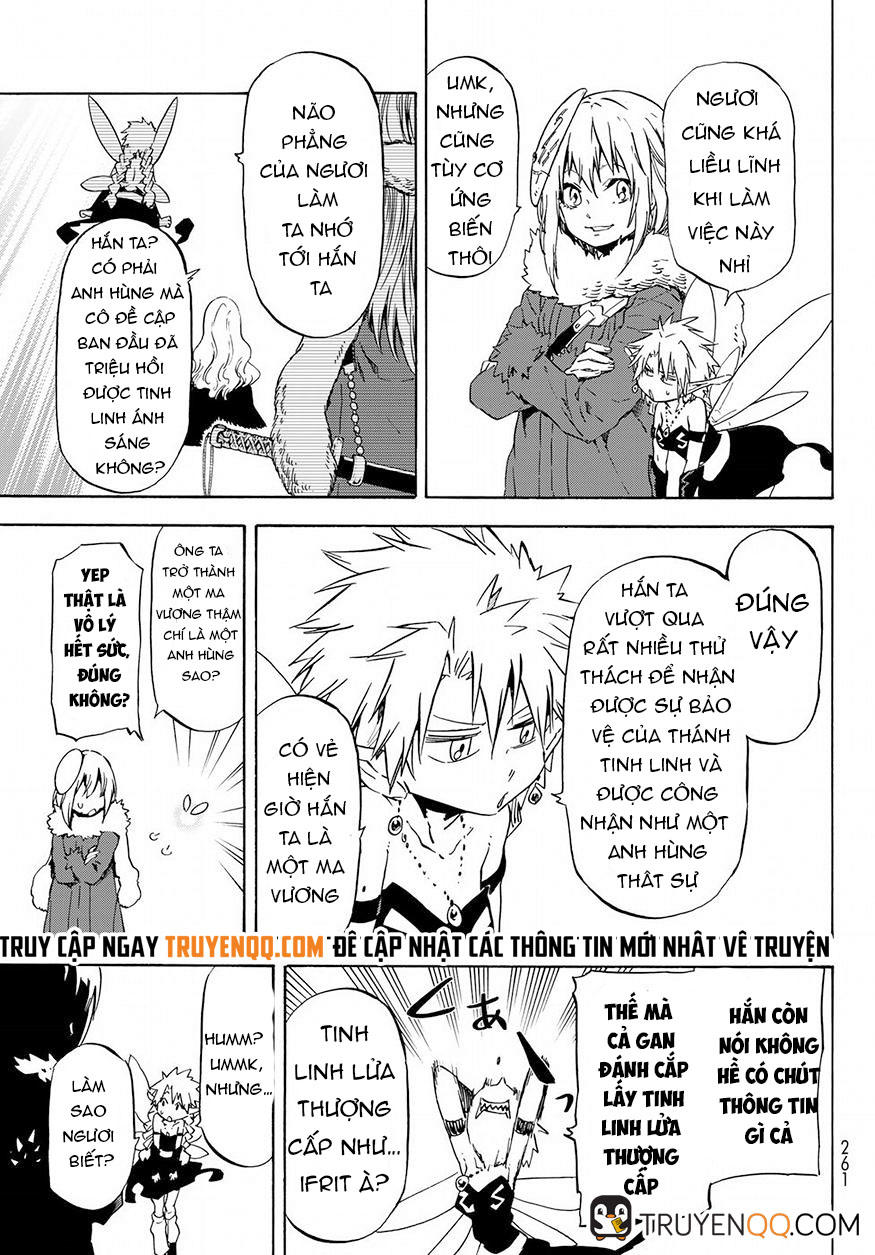 NGƯƠI
CŨNG KHÁ
LIỀU LĨNH
KHI LÀM
VIỆC NÀY
NHỈ
UMK,
NHƯNG
CŨNG
TÙY CƠ
ỨNG
BIẾN
THÔI
NÃO
PHẲNG
CỦA NGƯƠI
LÀM
TA NHỚ
TỚI HẮN
TA
HẮN TA?
CÓ PHẢI
ANH HÙNG MÀ
CÔ ĐỀ CẬP
BAN ĐẦU ĐÃ
TRIỆU HỒI
ĐƯỢC TINH
LINH ÁNH
SÁNG
KHÔNG?
ĐÚNG
VẬY
HẮN TA
VƯỢT QUA
RẤT NHIỀU THỬ
THÁCH ĐỂ NHẬN
ĐƯỢC SỰ BẢO
VỆ CỦA THÁNH
TINH LINH VÀ
ĐƯỢC CÔNG
NHẬN NHƯ MỘT
ANH HÙNG
THẬT SỰ
CÓ VẺ
HIỆN
GIỜ HẮN
TA LÀ
MỘT MA
VƯƠNG
ÔNG TA
TRỞ THÀNH
MỘT MA
VƯƠNG THẬM
CHÍ LÀ MỘT
ANH HÙNG
SAO?
YEP
THẬT LÀ
VÔ LÝ
HẾT SỨC,
ĐÚNG
KHÔNG?
TRUY CẬP NGAY TRUYENQQ.COM ĐỂ CẬP NHẬT CÁC THÔNG TIN MỚI NHẤT VỀ TRUYỆN
HẮN CÒN
NÓI KHÔNG
HỀ CÓ CHÚT
THÔNG TIN
GÌ CẢ
THẾ MÀ
CẢ GAN
ĐÁNH CẮP
LẤY TINH
LINH LỬA
THƯỢNG
CẤP
くぁっ
TINH
LINH LỬA
THƯỢNG
CẤP NHƯ...
IFRIT À?
HUMM?
UMMK,
NHƯNG...
LÀM
SAO
NGƯƠI
BIẾT?
261
TRUYENQQ.COM